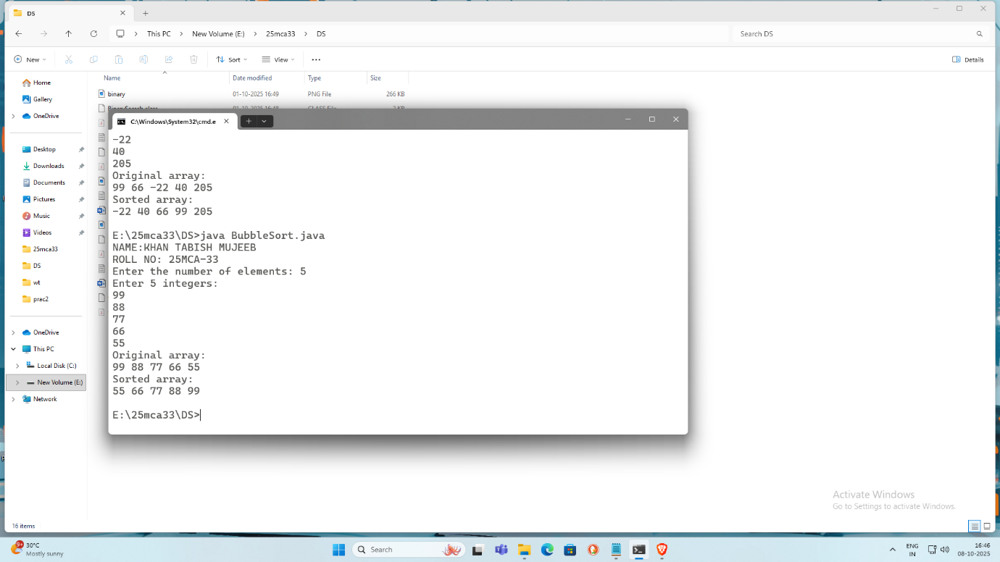 DS
This PC > New Volume (E:) > 25mca33 > DS
Search DS
New
Sort
View
Details
Name
Date modified
Type
Size
binary
01-10-2025 16:49
PNG File
266 KB
Home
Gallery
OneDrive
Desktop
Downloads
Documents
Pictures
Music
Videos
25mca33
DS
wt
prac2
OneDrive
This PC
Local Disk (C:)
New Volume (E:)
Network
C:\Windows\System32\cmd.e
-22
40
205
Original array:
99 66 -22 40 205
Sorted array:
-22 40 66 99 205
E:\25mca33\DS>java BubbleSort.java
NAME:KHAN TABISH MUJEEB
ROLL NO: 25MCA-33
Enter the number of elements: 5
Enter 5 integers:
99
88
77
66
55
Original array:
99 88 77 66 55
Sorted array:
55 66 77 88 99
E:\25mca33\DS>
Activate Windows
Go to Settings to activate Windows.
16 items
9+
30°C
Mostly sunny
Search
ENG
IN
16:46
08-10-2025